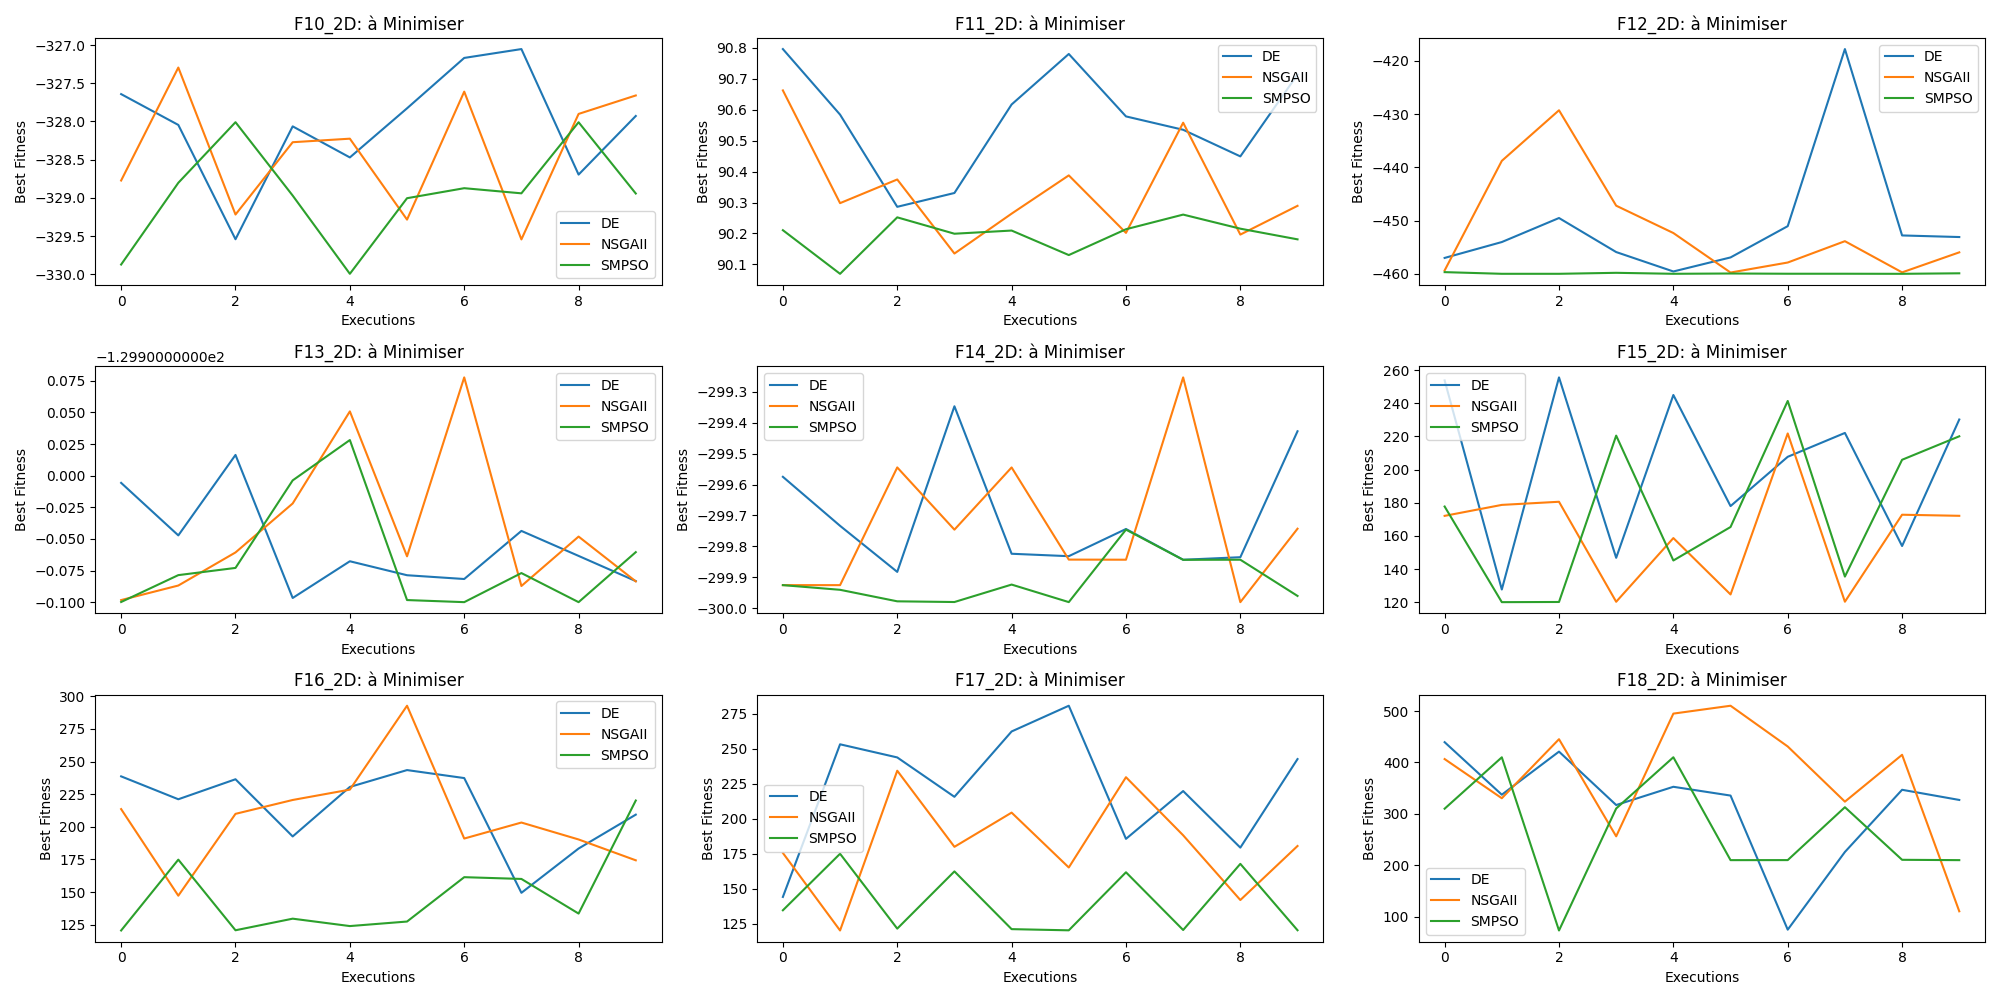 F10_2D: à Minimiser
Best Fitness
−327.0
−327.5
−328.0
−328.5
−329.0
−329.5
−330.0
0 2 4 6 8
Executions
DE
NSGAII
SMPSO
F11_2D: à Minimiser
Best Fitness
90.8
90.7
90.6
90.5
90.4
90.3
90.2
90.1
0 2 4 6 8
Executions
DE
NSGAII
SMPSO
F12_2D: à Minimiser
Best Fitness
−420
−430
−440
−450
−460
0 2 4 6 8
Executions
DE
NSGAII
SMPSO
F13_2D: à Minimiser
−1.2990000000e2
Best Fitness
0.075
0.050
0.025
0.000
−0.025
−0.050
−0.075
−0.100
0 2 4 6 8
Executions
DE
NSGAII
SMPSO
F14_2D: à Minimiser
Best Fitness
−299.3
−299.4
−299.5
−299.6
−299.7
−299.8
−299.9
−300.0
0 2 4 6 8
Executions
DE
NSGAII
SMPSO
F15_2D: à Minimiser
Best Fitness
260
240
220
200
180
160
140
120
0 2 4 6 8
Executions
DE
NSGAII
SMPSO
F16_2D: à Minimiser
Best Fitness
300
275
250
225
200
175
150
125
0 2 4 6 8
Executions
DE
NSGAII
SMPSO
F17_2D: à Minimiser
Best Fitness
275
250
225
200
175
150
125
0 2 4 6 8
Executions
DE
NSGAII
SMPSO
F18_2D: à Minimiser
Best Fitness
500
400
300
200
100
0 2 4 6 8
Executions
DE
NSGAII
SMPSO